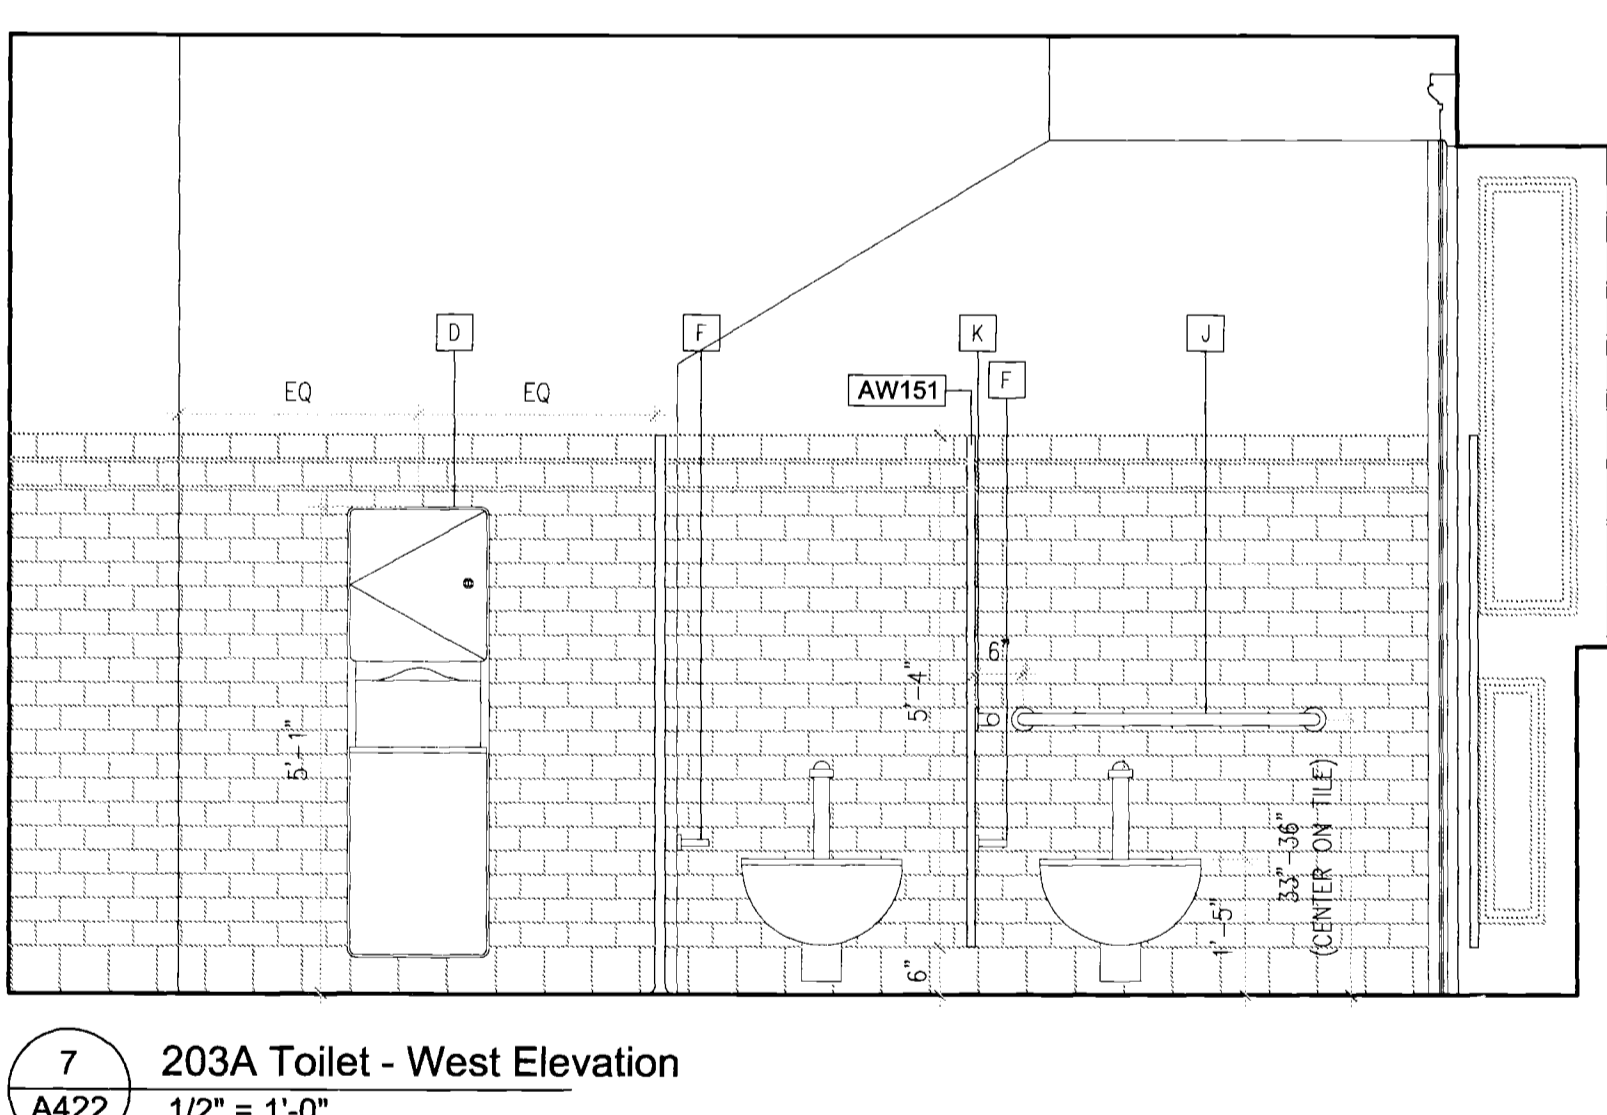 D
F
K
J
EQ
EQ
AW151
F
6"
5'-4"
5'-1"
33"-36"
(CENTER ON TILE)
1'-5"
6"
7
203A Toilet - West Elevation
A422
1/2" = 1'-0"